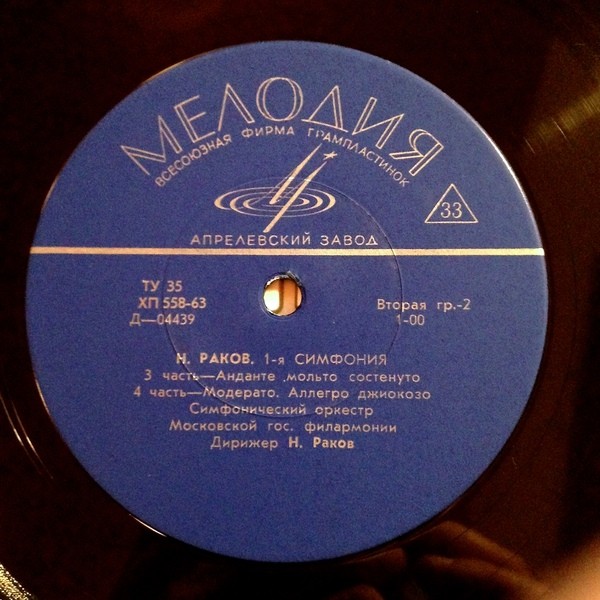 МЕЛОДИЯ
ВСЕСОЮЗНАЯ ФИРМА ГРАМПЛАСТИНОК
33
АПРЕЛЕВСКИЙ ЗАВОД
ТУ 35
ХП 558-63
Д—04439
Вторая гр.-2
1-00
Н. РАКОВ. 1-я СИМФОНИЯ
3 часть—Анданте ,мольто состенуто
4 часть—Модерато. Аллегро джиокозо
Симфонический оркестр
Московской гос. филармонии
Дирижер Н. Раков